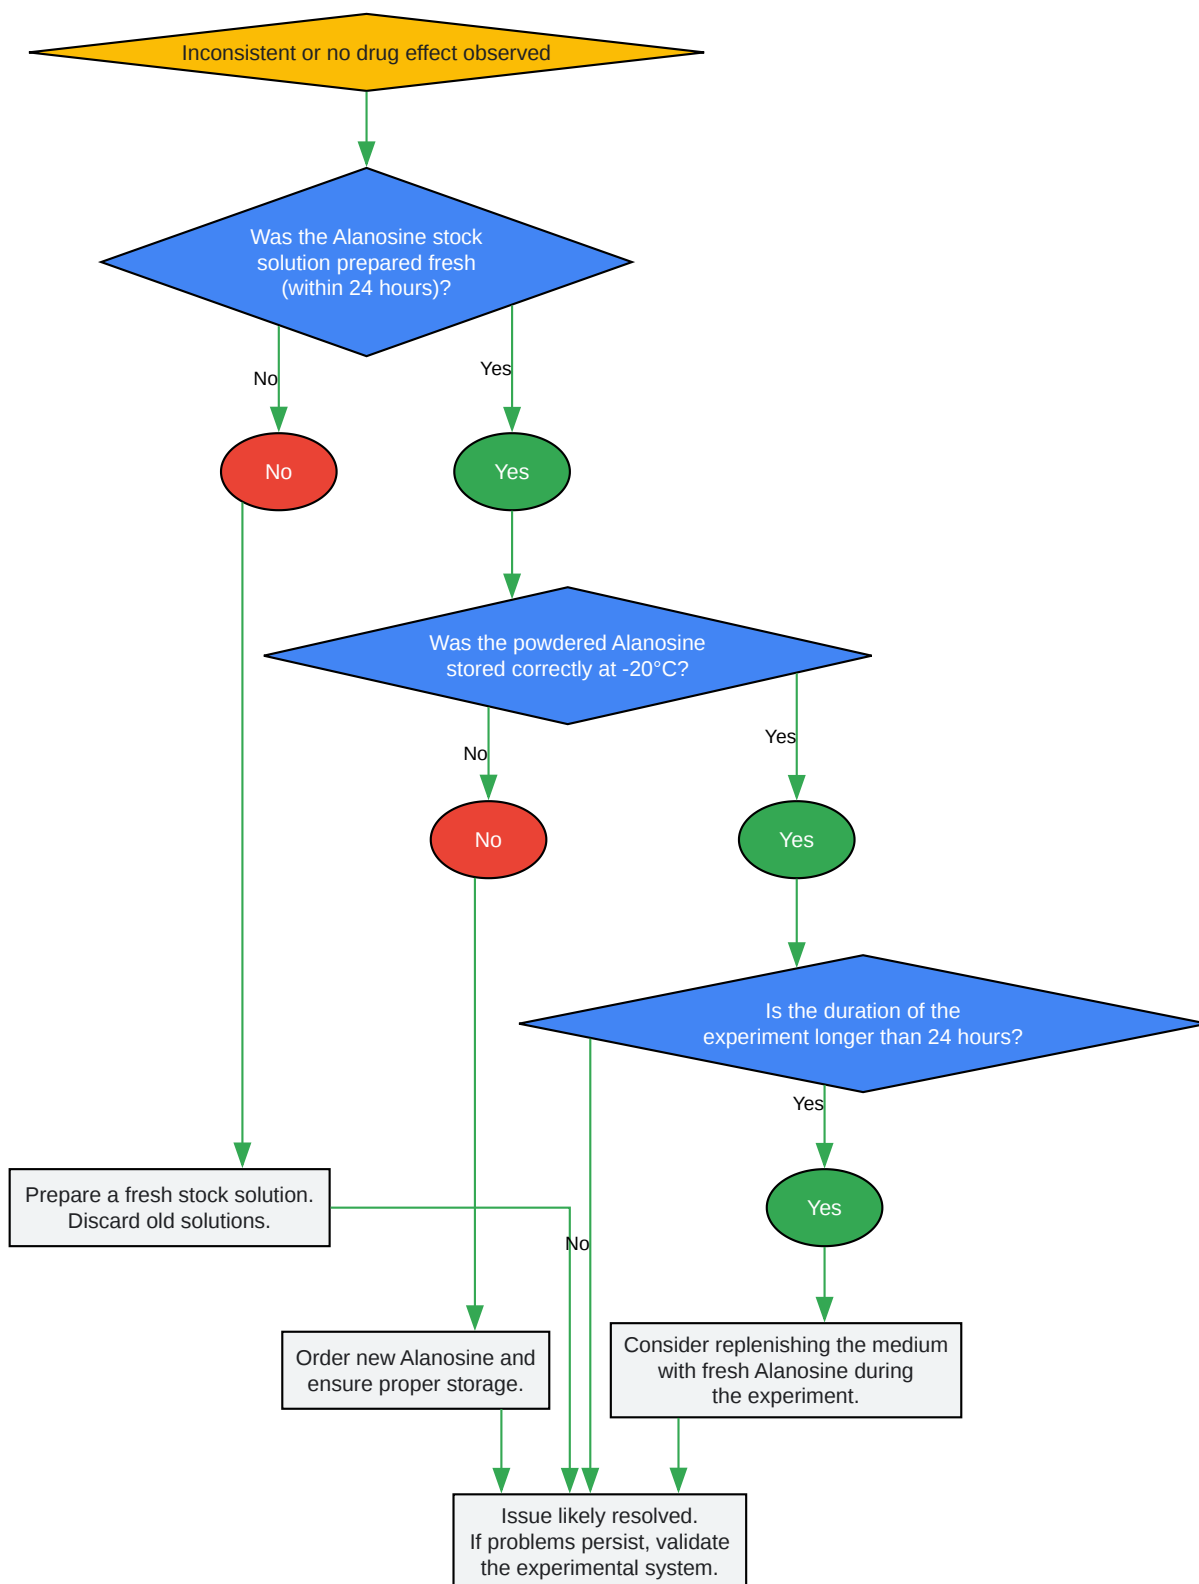 Inconsistent or no drug effect observed
Was the Alanosine stock
solution prepared fresh
(within 24 hours)?
No
Yes
No
Yes
Was the powdered Alanosine
stored correctly at -20°C?
No
Yes
No
Yes
Is the duration of the
experiment longer than 24 hours?
Yes
Prepare a fresh stock solution.
Discard old solutions.
Yes
No
Order new Alanosine and
ensure proper storage.
Consider replenishing the medium
with fresh Alanosine during
the experiment.
Issue likely resolved.
If problems persist, validate
the experimental system.